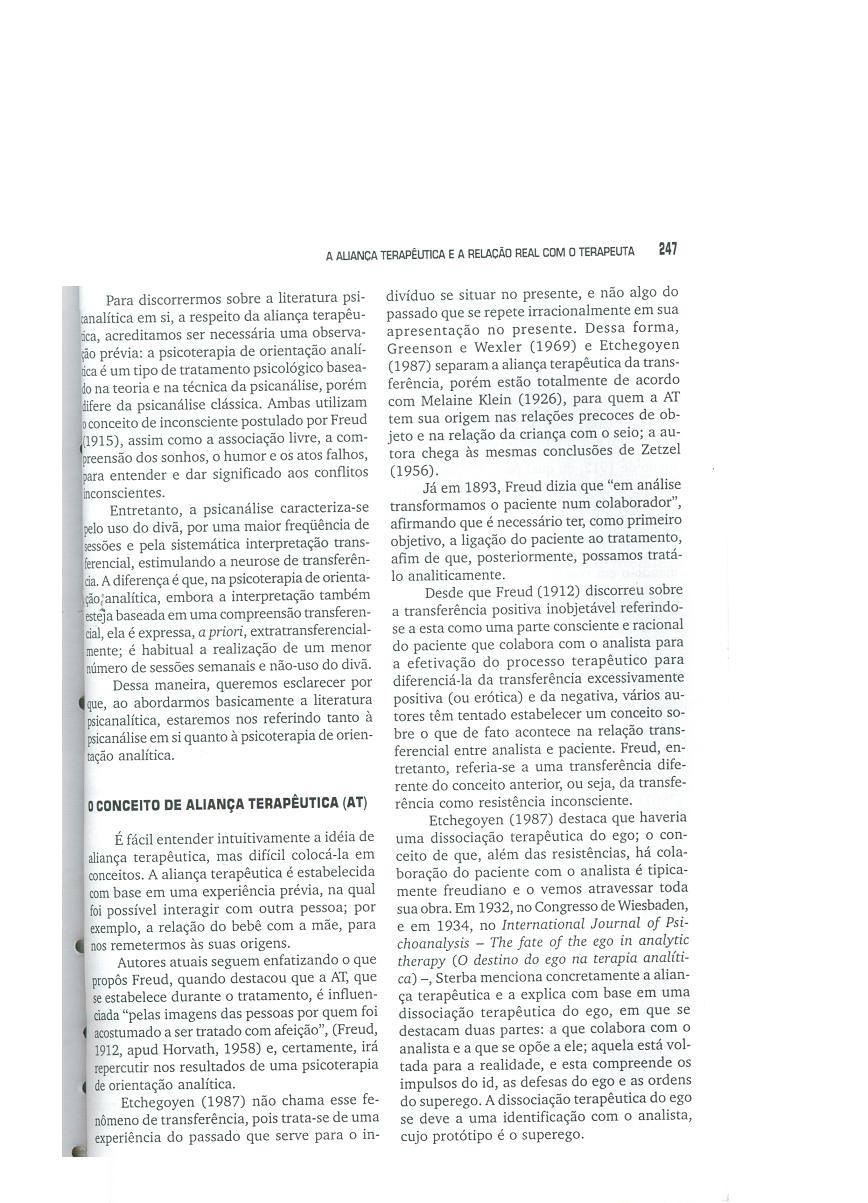 A ALIANÇA TERAPÊUTICA E A RELAÇÃO REAL COM O TERAPEUTA 247
Para discorrermos sobre a literatura psi-
canalítica em si, a respeito da aliança terapêu-
tica, acreditamos ser necessária uma observa-
ção prévia: a psicoterapia de orientação analí-
tica é um tipo de tratamento psicológico basea-
do na teoria e na técnica da psicanálise, porém
difere da psicanálise clássica. Ambas utilizam
o conceito de inconsciente postulado por Freud
(1915), assim como a associação livre, a com-
preensão dos sonhos, o humor e os atos falhos,
para entender e dar significado aos conflitos
inconscientes.
Entretanto, a psicanálise caracteriza-se
pelo uso do divã, por uma maior freqüência de
sessões e pela sistemática interpretação trans-
ferencial, estimulando a neurose de transferên-
cia. A diferença é que, na psicoterapia de orienta-
ção analítica, embora a interpretação também
esteja baseada em uma compreensão transferen-
cial, ela é expressa, a priori, extratransferencial-
mente; é habitual a realização de um menor
número de sessões semanais e não-uso do divã.
Dessa maneira, queremos esclarecer por
que, ao abordarmos basicamente a literatura
psicanalítica, estaremos nos referindo tanto à
psicanálise em si quanto à psicoterapia de orien-
tação analítica.
O CONCEITO DE ALIANÇA TERAPÊUTICA (AT)
É fácil entender intuitivamente a idéia de
aliança terapêutica, mas difícil colocá-la em
conceitos. A aliança terapêutica é estabelecida
com base em uma experiência prévia, na qual
foi possível interagir com outra pessoa; por
exemplo, a relação do bebê com a mãe, para
nos remetermos às suas origens.
Autores atuais seguem enfatizando o que
propôs Freud, quando destacou que a AT, que
se estabelece durante o tratamento, é influen-
ciada “pelas imagens das pessoas por quem foi
acostumado a ser tratado com afeição”, (Freud,
1912, apud Horvath, 1958) e, certamente, irá
repercutir nos resultados de uma psicoterapia
de orientação analítica.
Etchegoyen (1987) não chama esse fe-
nômeno de transferência, pois trata-se de uma
experiência do passado que serve para o in-
divíduo se situar no presente, e não algo do
passado que se repete irracionalmente em sua
apresentação no presente. Dessa forma,
Greenson e Wexler (1969) e Etchegoyen
(1987) separam a aliança terapêutica da trans-
ferência, porém estão totalmente de acordo
com Melaine Klein (1926), para quem a AT
tem sua origem nas relações precoces de ob-
jeto e na relação da criança com o seio; a au-
tora chega às mesmas conclusões de Zetzel
(1956).
Já em 1893, Freud dizia que “em análise
transformamos o paciente num colaborador”,
afirmando que é necessário ter, como primeiro
objetivo, a ligação do paciente ao tratamento,
afim de que, posteriormente, possamos tratá-
lo analiticamente.
Desde que Freud (1912) discorreu sobre
a transferência positiva inobjetável referindo-
se a esta como uma parte consciente e racional
do paciente que colabora com o analista para
a efetivação do processo terapêutico para
diferenciá-la da transferência excessivamente
positiva (ou erótica) e da negativa, vários au-
tores têm tentado estabelecer um conceito so-
bre o que de fato acontece na relação trans-
ferencial entre analista e paciente. Freud, en-
tretanto, referia-se a uma transferência dife-
rente do conceito anterior, ou seja, da transfe-
rência como resistência inconsciente.
Etchegoyen (1987) destaca que haveria
uma dissociação terapêutica do ego; o con-
ceito de que, além das resistências, há cola-
boração do paciente com o analista é tipica-
mente freudiano e o vemos atravessar toda
sua obra. Em 1932, no Congresso de Wiesbaden,
e em 1934, no International Journal of Psi-
choanalysis – The fate of the ego in analytic
therapy (O destino do ego na terapia analíti-
ca) –, Sterba menciona concretamente a alian-
ça terapêutica e a explica com base em uma
dissociação terapêutica do ego, em que se
destacam duas partes: a que colabora com o
analista e a que se opõe a ele; aquela está vol-
tada para a realidade, e esta compreende os
impulsos do id, as defesas do ego e as ordens
do superego. A dissociação terapêutica do ego
se deve a uma identificação com o analista,
cujo protótipo é o superego.